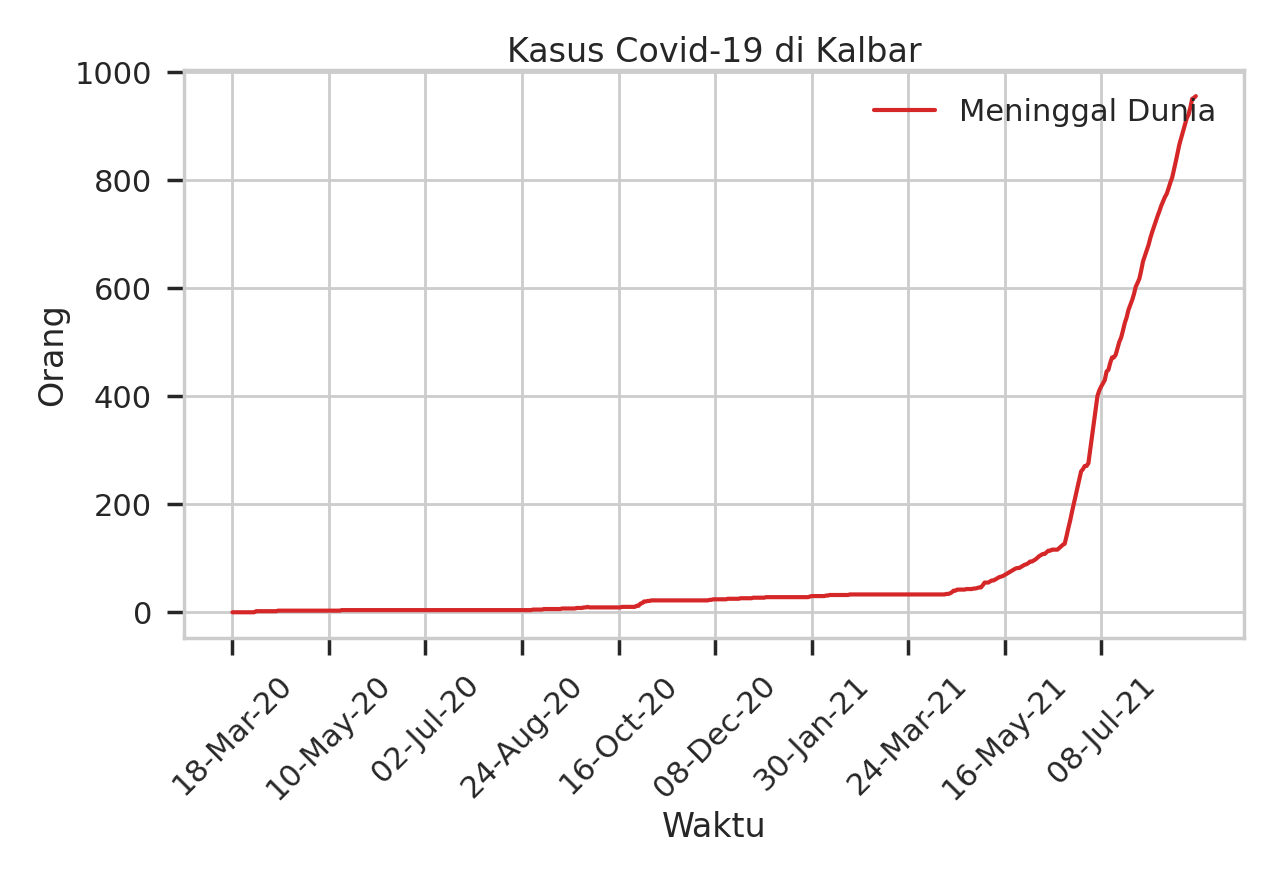 Kasus Covid-19 di Kalbar
Meninggal Dunia
Orang
1000
800
600
400
200
0
18-Mar-20
10-May-20
02-Jul-20
24-Aug-20
16-Oct-20
08-Dec-20
30-Jan-21
24-Mar-21
16-May-21
08-Jul-21
Waktu